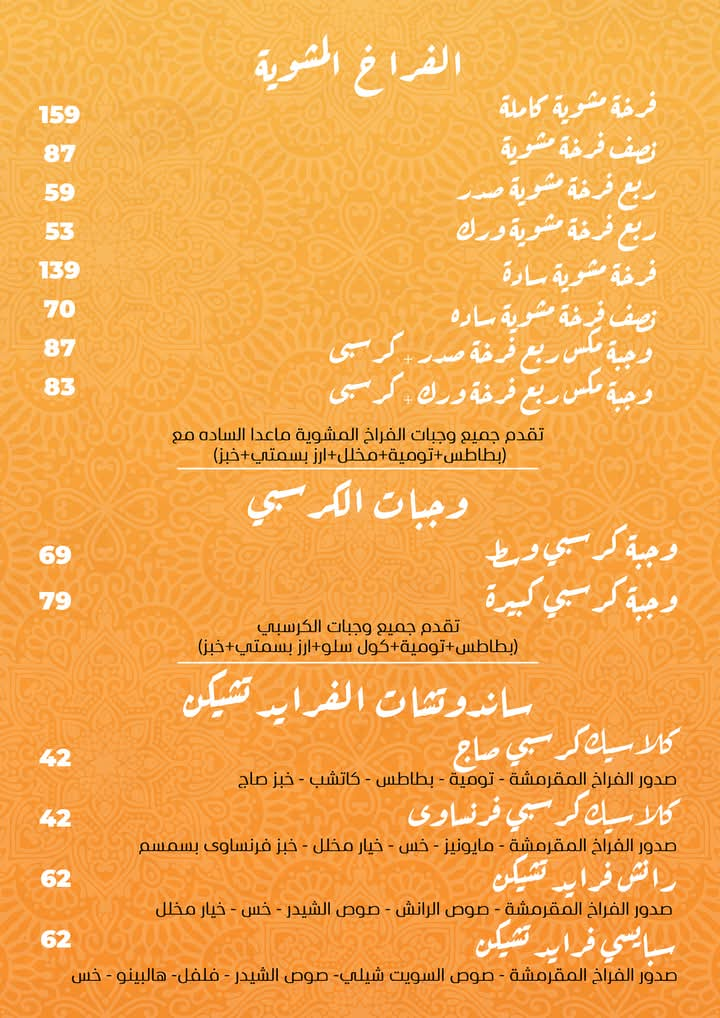 الفراخ المشوية
فرخة مشوية كاملة 159
نصف فرخة مشوية 87
ربع فرخة مشوية صدر 59
ربع فرخة مشوية ورك 53
فرخة مشوية سادة 139
نصف فرخة مشوية ساده 70
وجبة مكس ربع فرخة صدر + كرسبى 87
وجبة مكس ربع فرخة ورك + كرسبى 83
تقدم جميع وجبات الفراخ المشوية ماعدا الساده مع
(بطاطس+تومية+مخلل+ارز بسمتي+خبز)
وجبات الكرسبي
وجبة كرسبي وسط 69
وجبة كرسبي كبيرة 79
تقدم جميع وجبات الكرسبي
(بطاطس+تومية+كول سلو+ارز بسمتي+خبز)
ساندوتشات الفرايد تشيكن
كلاسيك كرسبي صاج 42
صدور الفراخ المقرمشة - تومية - بطاطس - كاتشب - خبز صاج
كلاسيك كرسبي فرنساوى 42
صدور الفراخ المقرمشة - مايونيز - خس - خيار مخلل - خبز فرنساوى بسمسم
رانش فرايد تشيكن 62
صدور الفراخ المقرمشة - صوص الرانش - صوص الشيدر - خس - خيار مخلل
سبايسي فرايد تشيكن 62
صدور الفراخ المقرمشة - صوص السويت شيلي- صوص الشيدر - فلفل- هالبينو - خس